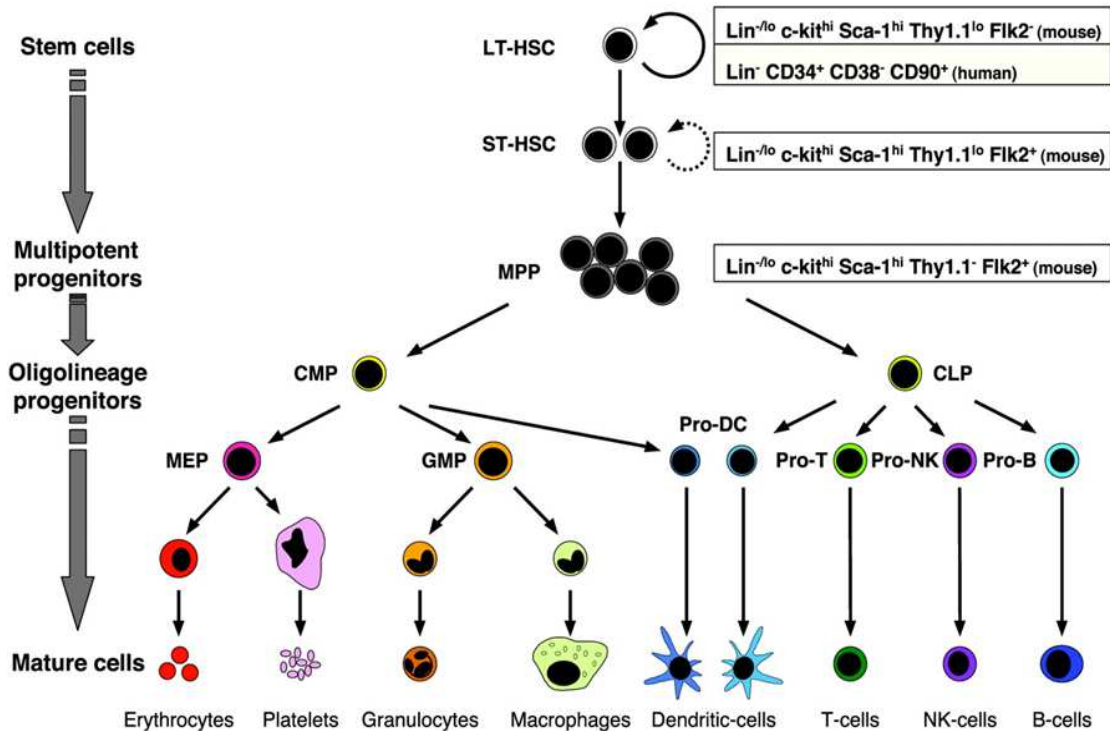 Stem cells
LT-HSC
Lin-/lo c-kithi Sca-1hi Thy1.1lo Flk2- (mouse)
Lin- CD34+ CD38- CD90+ (human)
ST-HSC
Lin-/lo c-kithi Sca-1hi Thy1.1lo Flk2+ (mouse)
Multipotent
progenitors
MPP
Lin-/lo c-kithi Sca-1hi Thy1.1- Flk2+ (mouse)
Oligolineage
progenitors
CMP
CLP
MEP
GMP
Pro-DC
Pro-T
Pro-NK
Pro-B
Mature cells
Erythrocytes
Platelets
Granulocytes
Macrophages
Dendritic-cells
T-cells
NK-cells
B-cells